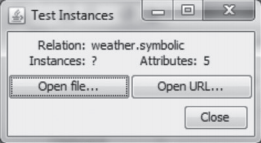 Test Instances
Relation: weather.symbolic
Instances: ? Attributes: 5
Open file... Open URL...
Close